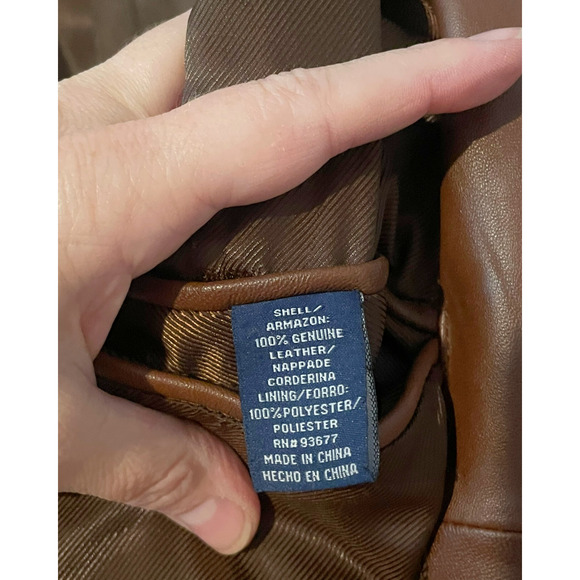 SHELL/
ARMAZON:
100% GENUINE
LEATHER/
NAPPADE
CORDERINA
LINING/FORRO:
100%POLYESTER/
POLIESTER
RN# 93677
MADE IN CHINA
HECHO EN CHINA